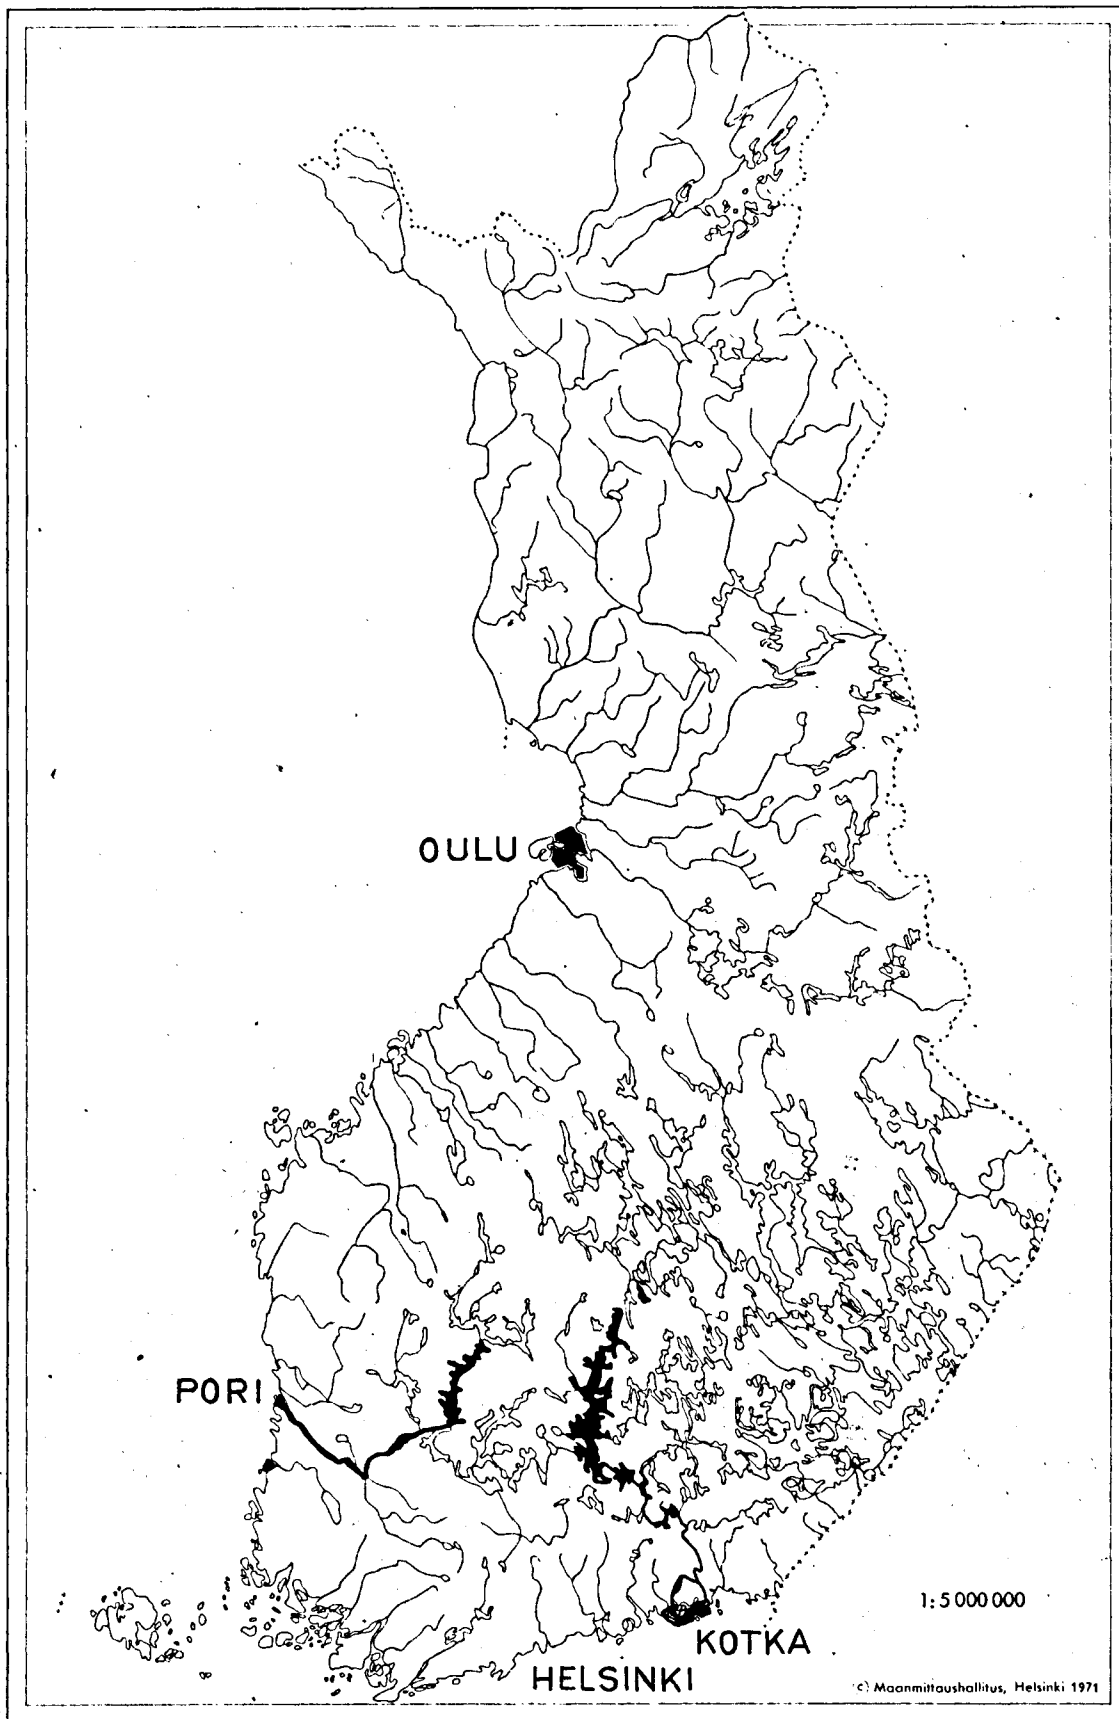 OULU
PORI
1:5 000 000
KOTKA
HELSINKI
(c) Maanmittaushallitus, Helsinki 1971